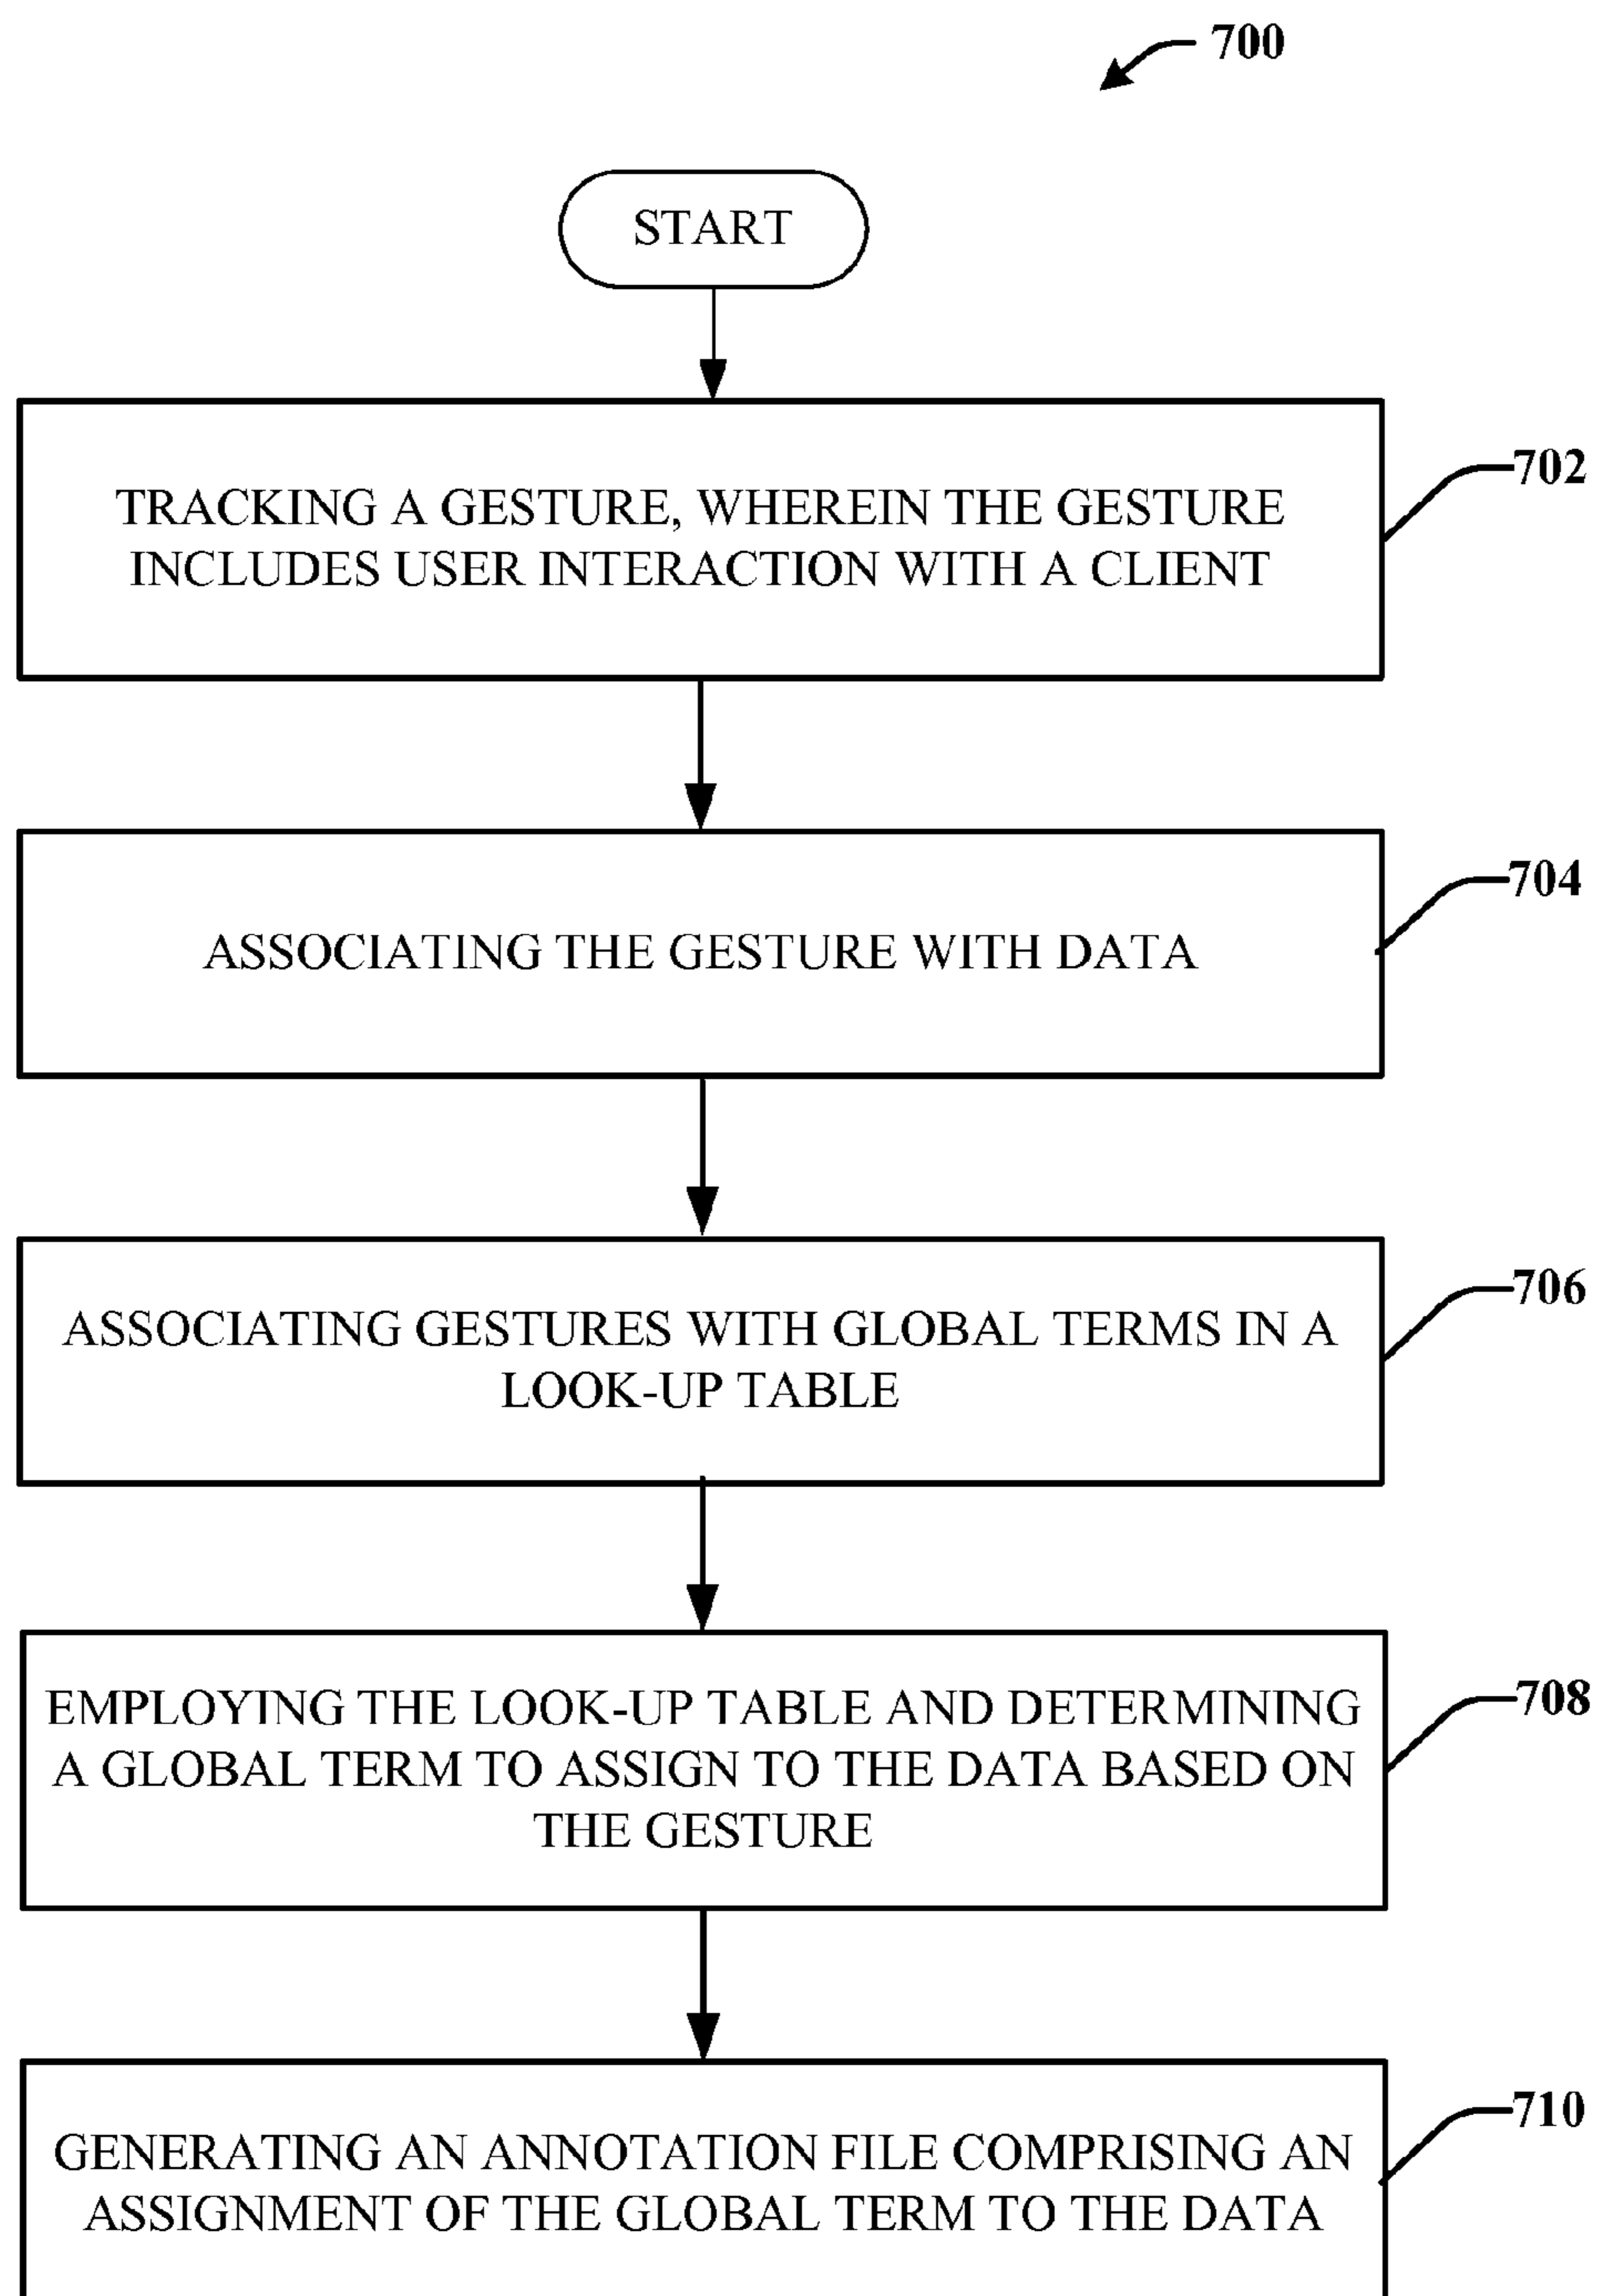 700
START
TRACKING A GESTURE, WHEREIN THE GESTURE
INCLUDES USER INTERACTION WITH A CLIENT
702
ASSOCIATING THE GESTURE WITH DATA
704
ASSOCIATING GESTURES WITH GLOBAL TERMS IN A
LOOK-UP TABLE
706
EMPLOYING THE LOOK-UP TABLE AND DETERMINING
A GLOBAL TERM TO ASSIGN TO THE DATA BASED ON
THE GESTURE
708
GENERATING AN ANNOTATION FILE COMPRISING AN
ASSIGNMENT OF THE GLOBAL TERM TO THE DATA
710